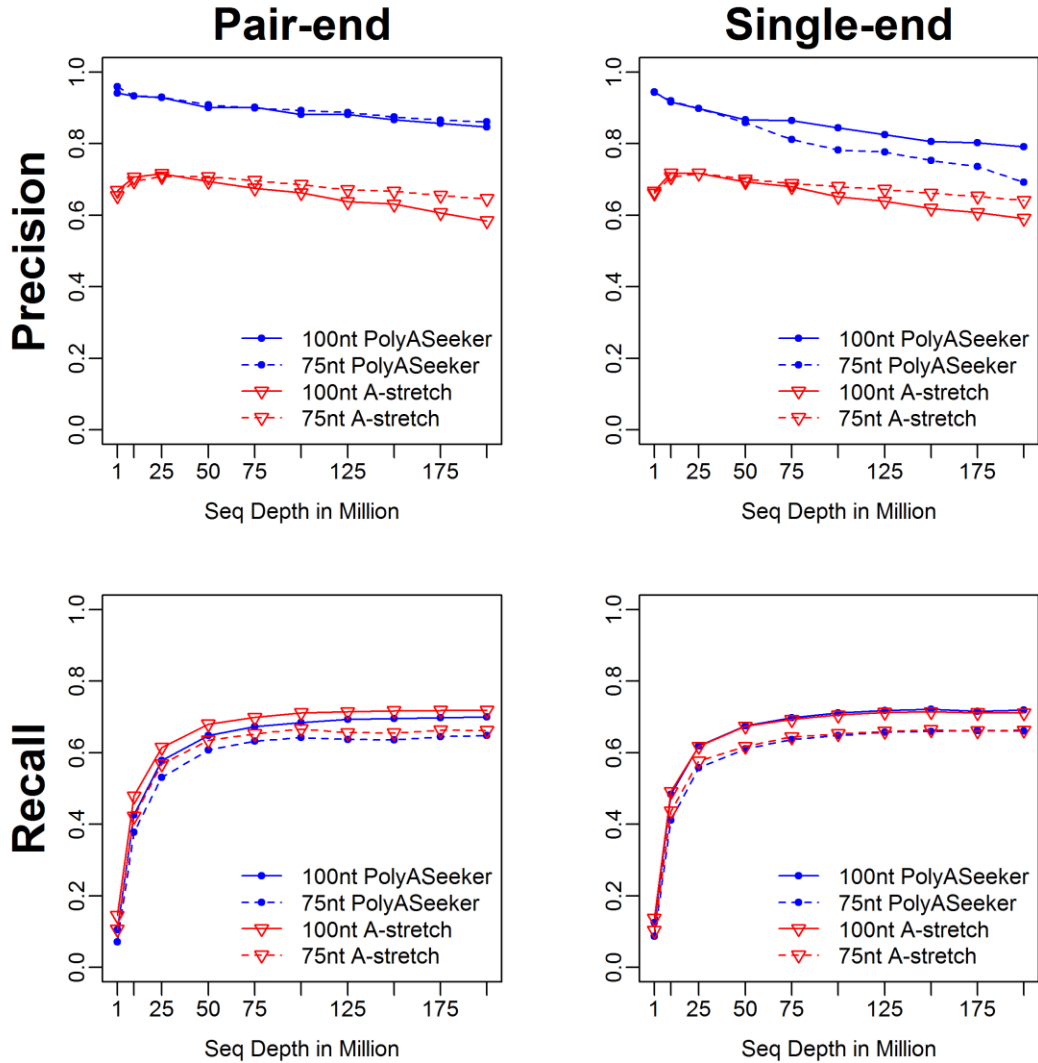 Pair-end
Single-end
Precision
1.0
0.8
0.6
0.4
0.2
0.0
100nt PolyASeeker
75nt PolyASeeker
100nt A-stretch
75nt A-stretch
1 25 50 75 125 175
Seq Depth in Million
1.0
0.8
0.6
0.4
0.2
0.0
100nt PolyASeeker
75nt PolyASeeker
100nt A-stretch
75nt A-stretch
1 25 50 75 125 175
Seq Depth in Million
Recall
1.0
0.8
0.6
0.4
0.2
0.0
100nt PolyASeeker
75nt PolyASeeker
100nt A-stretch
75nt A-stretch
1 25 50 75 125 175
Seq Depth in Million
1.0
0.8
0.6
0.4
0.2
0.0
100nt PolyASeeker
75nt PolyASeeker
100nt A-stretch
75nt A-stretch
1 25 50 75 125 175
Seq Depth in Million